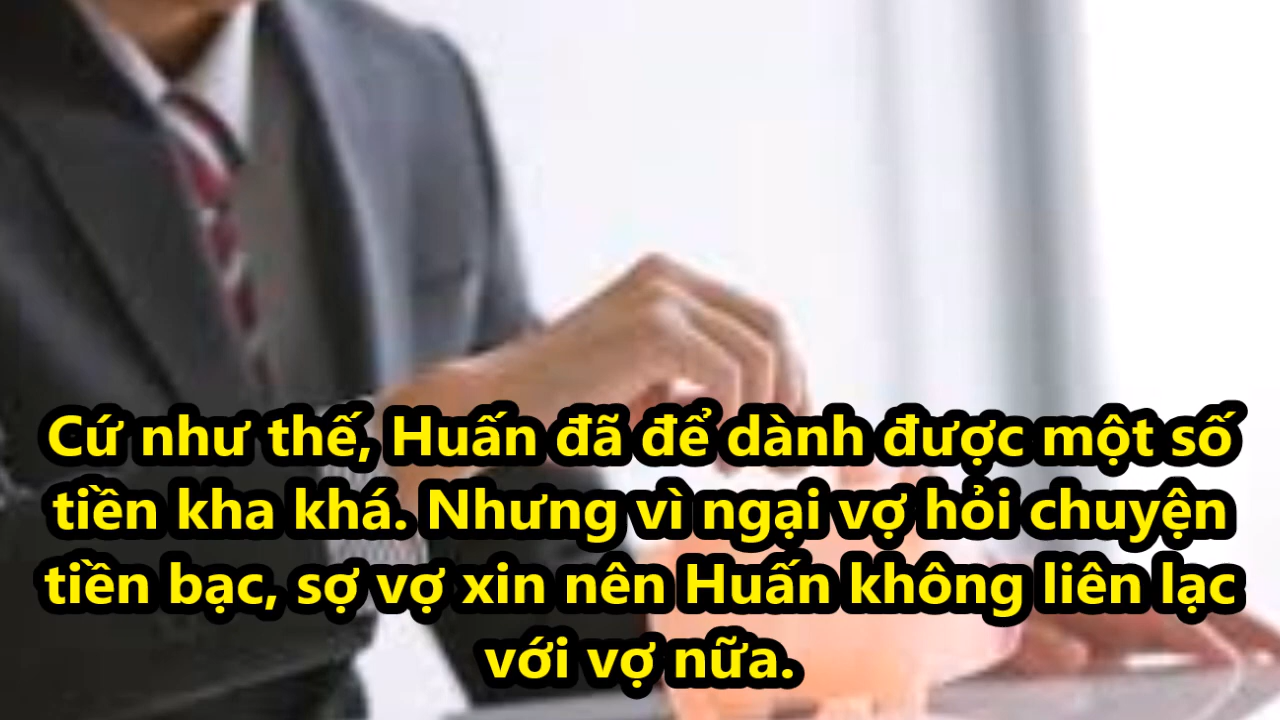 Cứ như thế, Huấn đã để dành được một số
tiền kha khá. Nhưng vì ngại vợ hỏi chuyện
tiền bạc, sợ vợ xin nên Huấn không liên lạc
với vợ nữa.